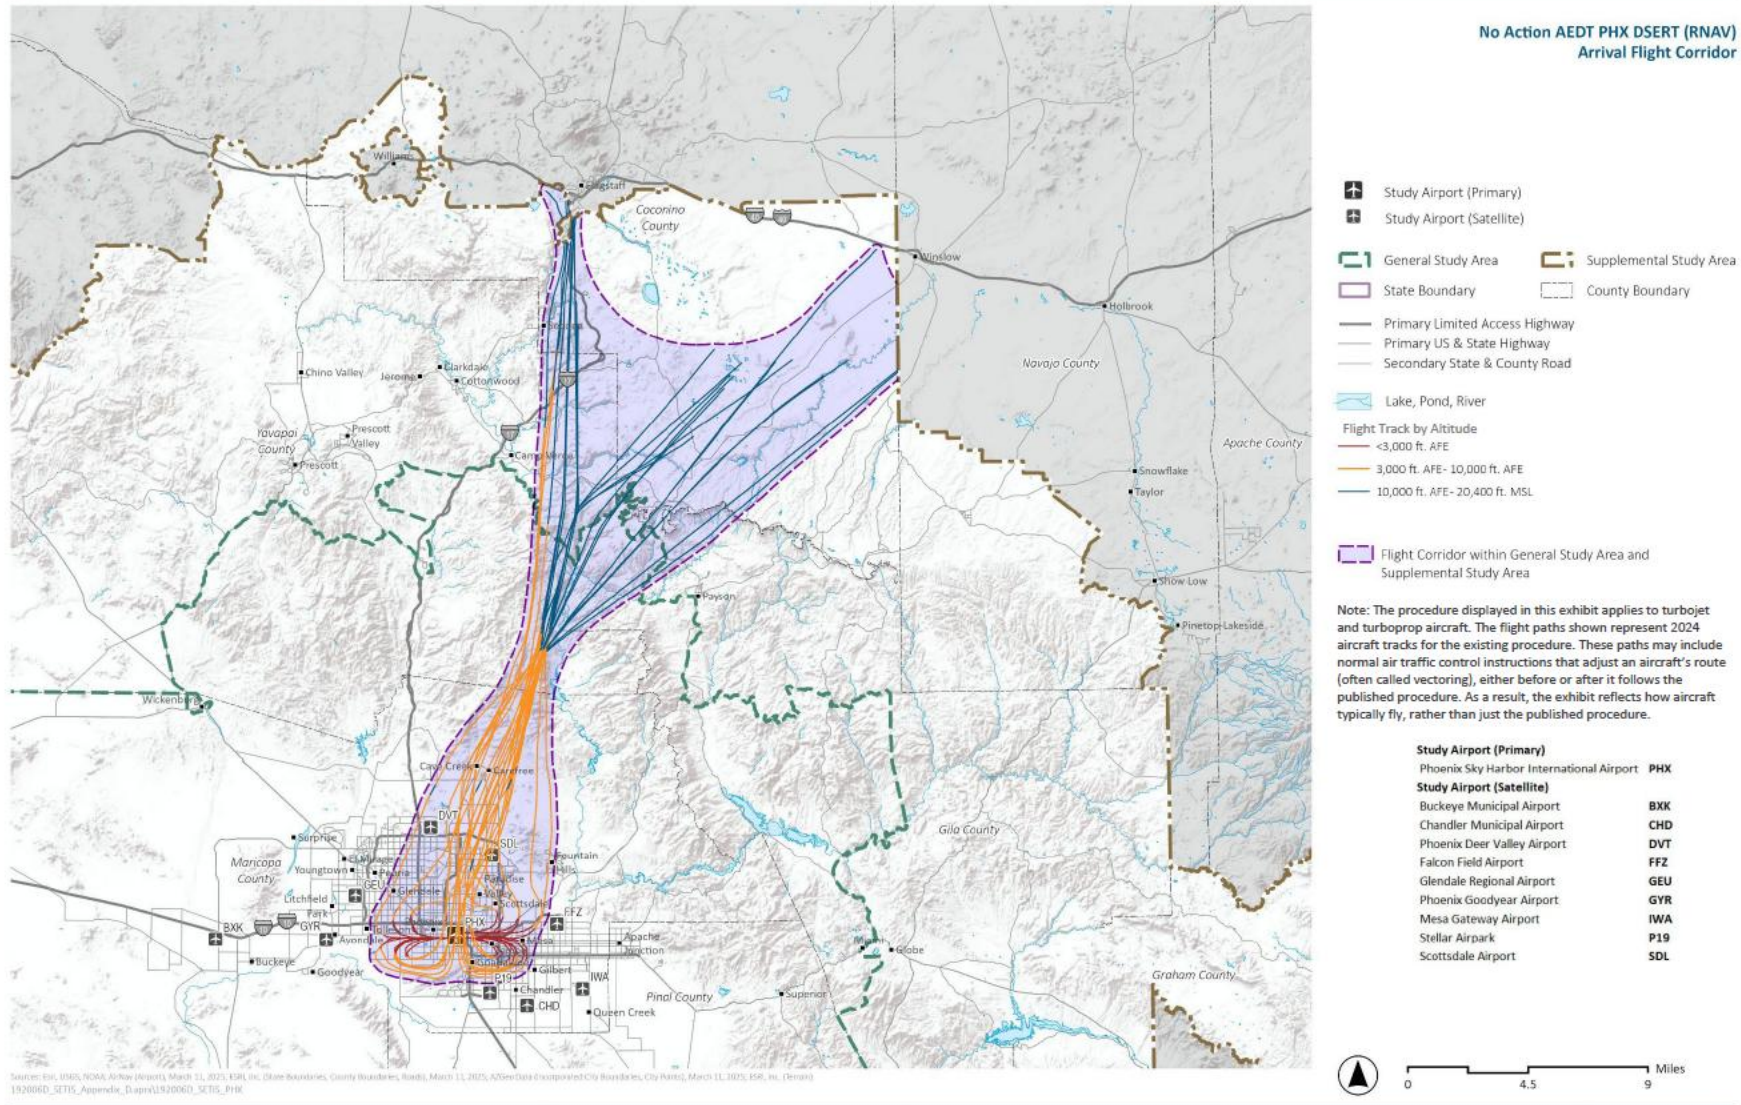 No Action AEDT PHX DSERT (RNAV)
Arrival Flight Corridor
Study Airport (Primary)
Study Airport (Satellite)
General Study Area
Supplemental Study Area
State Boundary
County Boundary
Primary Limited Access Highway
Primary US & State Highway
Secondary State & County Road
Lake, Pond, River
Flight Track by Altitude
<3,000 ft. AFE
3,000 ft. AFE- 10,000 ft. AFE
10,000 ft. AFE- 20,400 ft. MSL
Flight Corridor within General Study Area and
Supplemental Study Area
Note: The procedure displayed in this exhibit applies to turbojet
and turboprop aircraft. The flight paths shown represent 2024
aircraft tracks for the existing procedure. These paths may include
normal air traffic control instructions that adjust an aircraft's route
(often called vectoring), either before or after it follows the
published procedure. As a result, the exhibit reflects how aircraft
typically fly, rather than just the published procedure.
Study Airport (Primary)
Phoenix Sky Harbor International Airport PHX
Study Airport (Satellite)
Buckeye Municipal Airport BXK
Chandler Municipal Airport CHD
Phoenix Deer Valley Airport DVT
Falcon Field Airport FFZ
Glendale Regional Airport GEU
Phoenix Goodyear Airport GYR
Mesa Gateway Airport IWA
Stellar Airpark P19
Scottsdale Airport SDL
Miles
0 4.5 9
Williams
Flagstaff
Coconino
County
Winslow
Holbrook
Sedona
Navajo County
Chino Valley
Jerome
Clarkdale
Cottonwood
Apache County
Yavapai
County
Prescott
Valley
Prescott
Camp Verde
Snowflake
Taylor
Show Low
Payson
Pinetop-Lakeside
Wickenburg
Cave Creek
Carefree
DVT
Surprise
SDL
Gila County
Maricopa
County
El Mirage
Youngtown
Peoria
Fountain
Hills
GEU
Glendale
Paradise
Valley
Litchfield
Park
Scottsdale
BXK
GYR
PHX
FFZ
Tolleson
Avondale
Mesa
Apache
Junction
Miami
Globe
Buckeye
Goodyear
P19
Gilbert
IWA
Graham County
Chandler
CHD
Pinal County
Superior
Queen Creek
192006D_SETIS_Appendix_D.aprx\192006D_SETIS_PHX